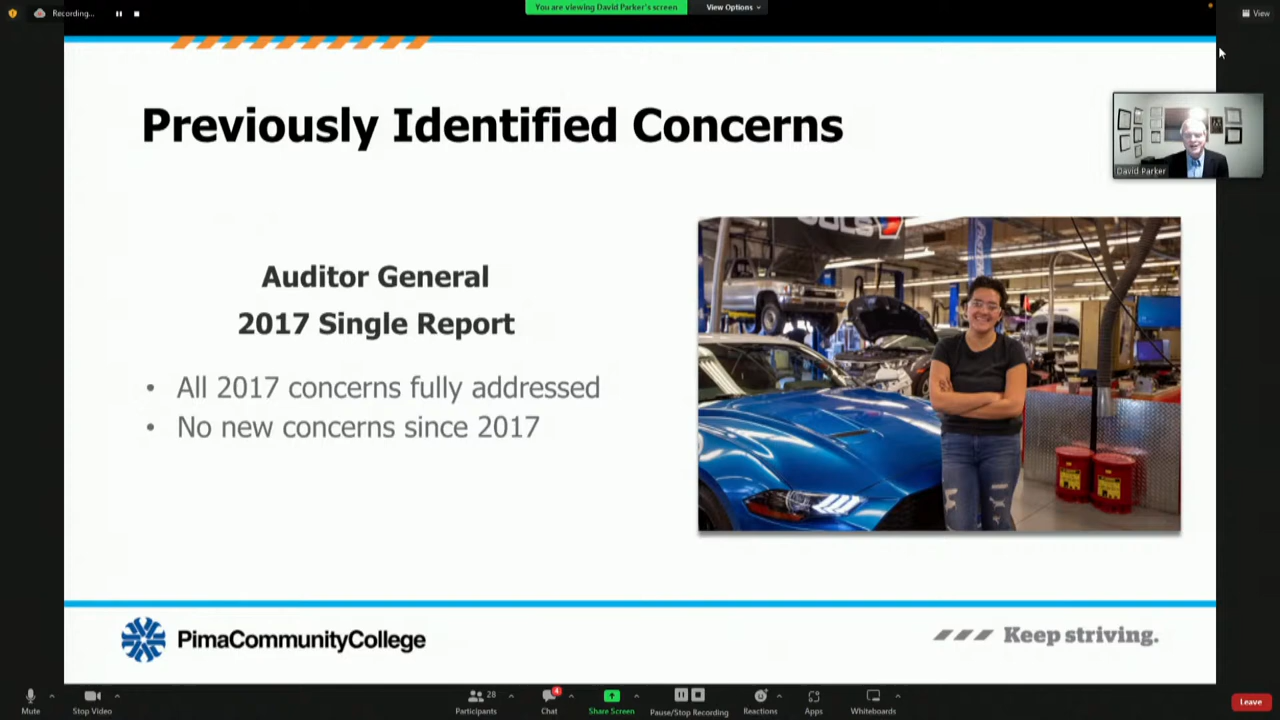 Recording...
You are viewing David Parker's screen
View Options
View
Previously Identified Concerns
David Parker
Auditor General
2017 Single Report
• All 2017 concerns fully addressed
• No new concerns since 2017
PimaCommunityCollege
Keep striving.
Mute
Stop Video
28
Participants
4
Chat
Share Screen
Pause/Stop Recording
Reactions
Apps
Whiteboards
Leave